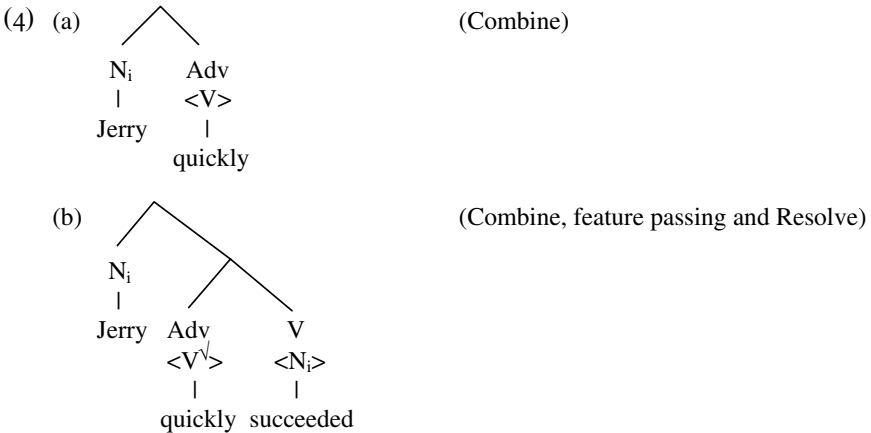 (4) (a) (Combine)
N_i Adv
| <V>
Jerry |
quickly
(b) (Combine, feature passing and Resolve)
N_i
|
Jerry Adv V
<V^√> <N_i>
| |
quickly succeeded